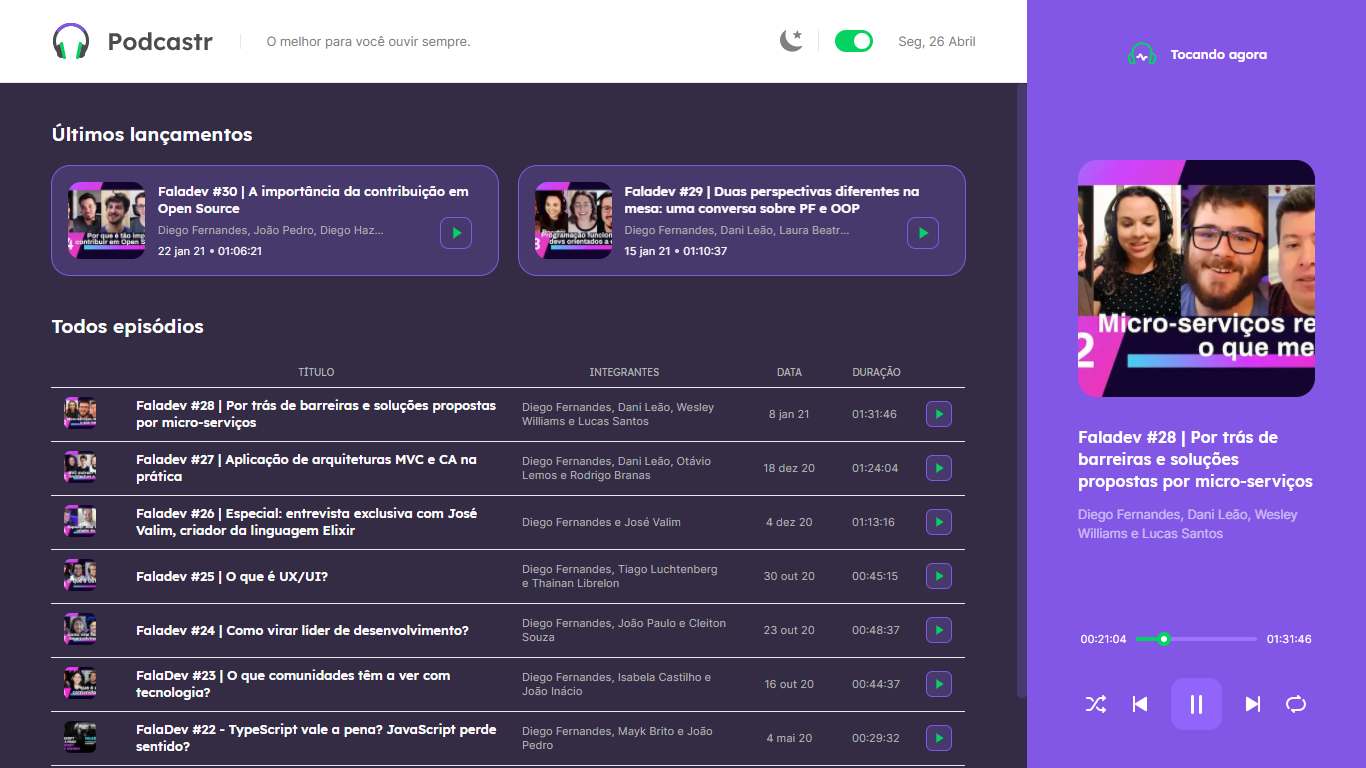 Podcastr
O melhor para você ouvir sempre.
Seg, 26 Abril
Últimos lançamentos
Faladev #30 | A importância da contribuição em
Open Source
Diego Fernandes, João Pedro, Diego Haz...
22 jan 21 • 01:06:21
Por que é tão imp
contribuir em Open S
Faladev #29 | Duas perspectivas diferentes na
mesa: uma conversa sobre PF e OOP
Diego Fernandes, Dani Leão, Laura Beatr...
15 jan 21 • 01:10:37
Programação funcion
devs orientados a
Todos episódios
TÍTULO INTEGRANTES DATA DURAÇÃO
Faladev #28 | Por trás de barreiras e soluções propostas
por micro-serviços
Diego Fernandes, Dani Leão, Wesley
Williams e Lucas Santos
8 jan 21
01:31:46
Faladev #27 | Aplicação de arquiteturas MVC e CA na
prática
Diego Fernandes, Dani Leão, Otávio
Lemos e Rodrigo Branas
18 dez 20
01:24:04
Faladev #26 | Especial: entrevista exclusiva com José
Valim, criador da linguagem Elixir
Diego Fernandes e José Valim
4 dez 20
01:13:16
Faladev #25 | O que é UX/UI?
Diego Fernandes, Tiago Luchtenberg
e Thainan Librelon
30 out 20
00:45:15
Faladev #24 | Como virar líder de desenvolvimento?
Diego Fernandes, João Paulo e Cleiton
Souza
23 out 20
00:48:37
FalaDev #23 | O que comunidades têm a ver com
tecnologia?
Diego Fernandes, Isabela Castilho e
João Inácio
16 out 20
00:44:37
FalaDev #22 - TypeScript vale a pena? JavaScript perde
sentido?
Diego Fernandes, Mayk Brito e João
Pedro
4 mai 20
00:29:32
Tocando agora
Micro-serviços re
o que me
2
Faladev #28 | Por trás de
barreiras e soluções
propostas por micro-serviços
Diego Fernandes, Dani Leão, Wesley
Williams e Lucas Santos
00:21:04
01:31:46